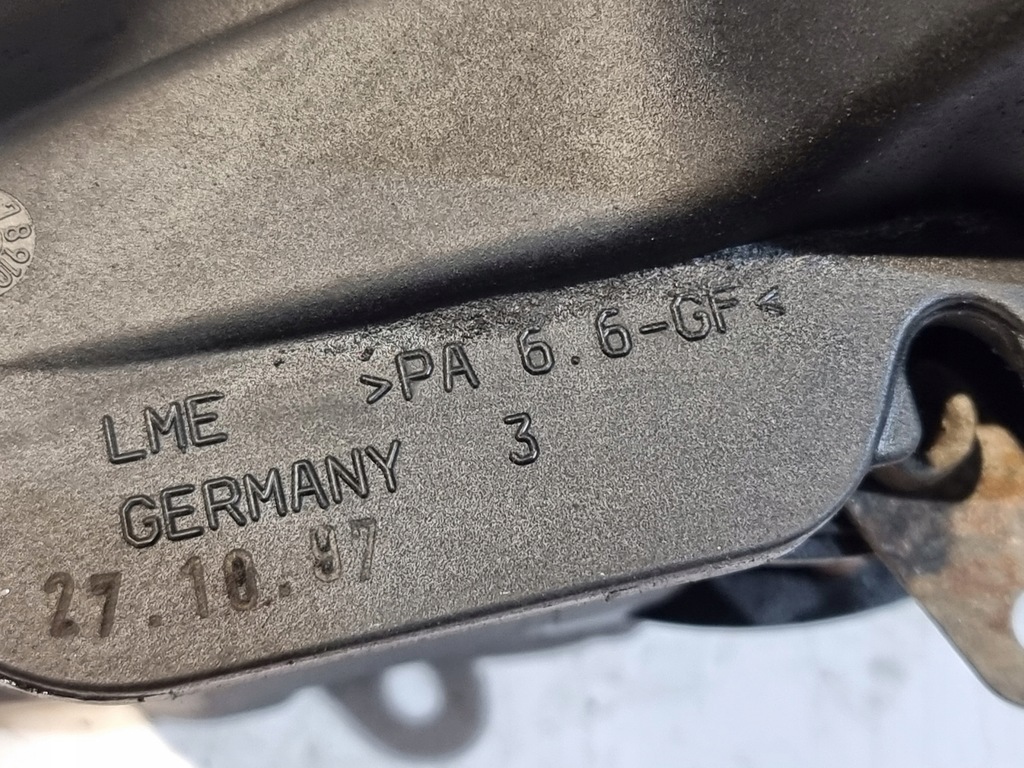 >PA 6.6-GF<
LME
GERMANY 3
27.10.97